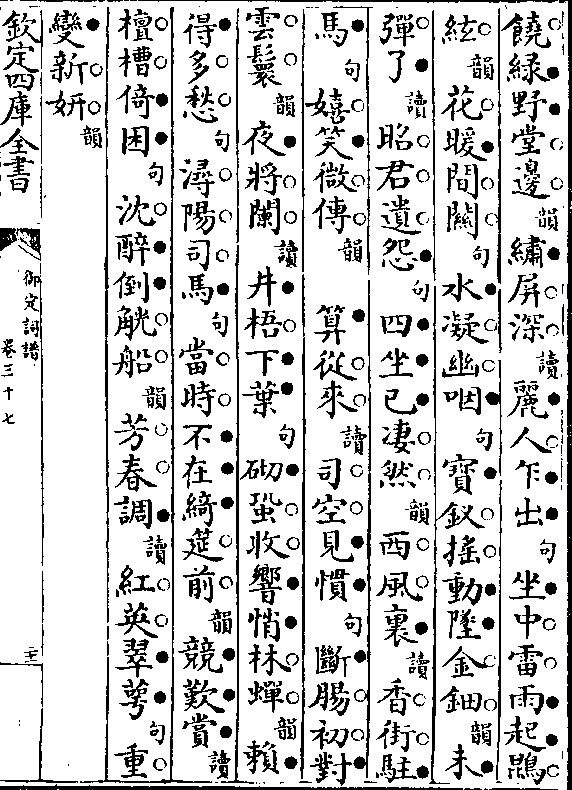 饒綠野堂邊韻繡屏深讀麗人乍出句坐中雷雨起鵾
絃韻花暖間關句水凝幽咽句寶釵搖動墜金鈿韻未
彈了讀昭君遺怨句四坐已凄然韻西風裏讀香街駐
馬句嬉笑微傳韻 算從來讀司空見慣句斷腸初對
雲鬟韻夜將闌讀井梧下葉句砌蛩收響悄林蟬韻賴
得多愁句潯陽司馬句當時不在綺筵前韻競歎賞讀
檀槽倚困句沈醉倒觥船韻芳春調讀紅英翠萼句重
變新妍韻
欽定四庫全書
御定詞譜
卷三十七